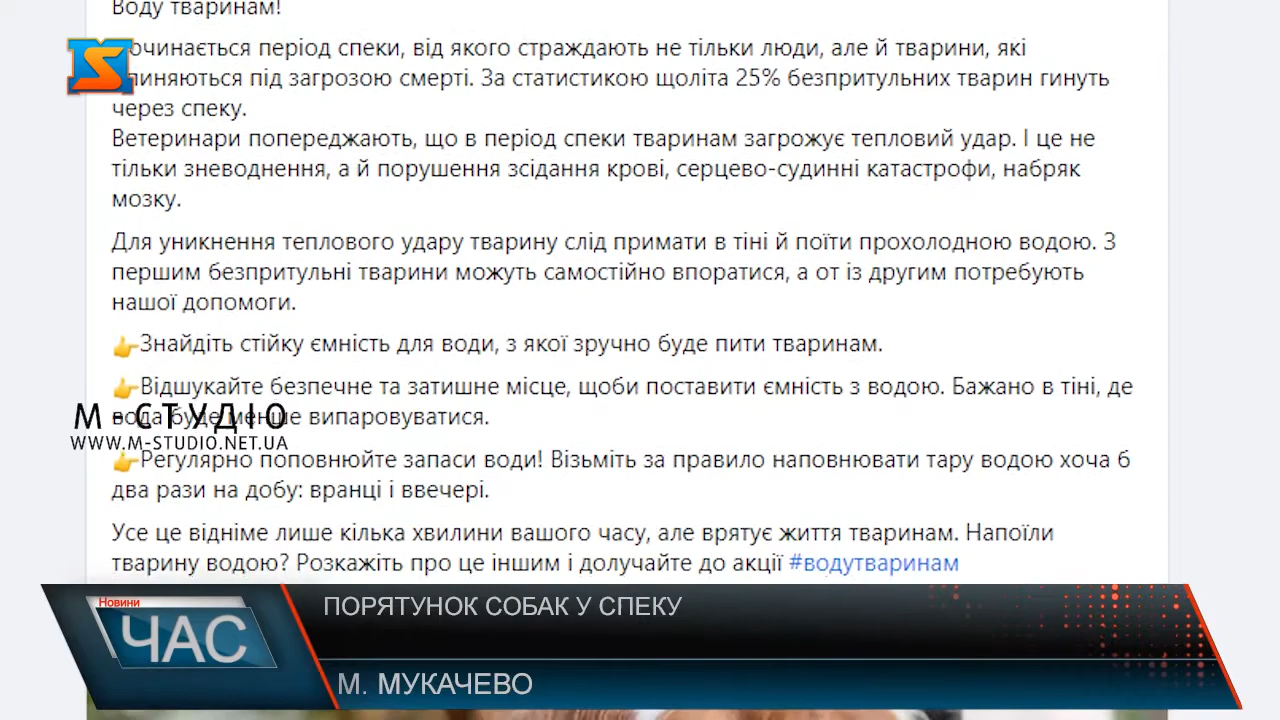 Воду тваринам!
очинається період спеки, від якого страждають не тільки люди, але й тварини, які
пиняються під загрозою смерті. За статистикою щоліта 25% безпритульних тварин гинуть
через спеку.
Ветеринари попереджають, що в період спеки тваринам загрожує тепловий удар. І це не
тільки зневоднення, а й порушення зсідання крові, серцево-судинні катастрофи, набряк
мозку.
Для уникнення теплового удару тварину слід примати в тіні й поїти прохолодною водою. З
першим безпритульні тварини можуть самостійно впоратися, а от із другим потребують
нашої допомоги.
👉Знайдіть стійку ємність для води, з якої зручно буде пити тваринам.
👉Відшукайте безпечне та затишне місце, щоби поставити ємність з водою. Бажано в тіні, де
вода буде менше випаровуватися.
М-СТУДІО
WWW.M-STUDIO.NET.UA
👉Регулярно поповнюйте запаси води! Візьміть за правило наповнювати тару водою хоча б
два рази на добу: вранці і ввечері.
Усе це відніме лише кілька хвилини вашого часу, але врятує життя тваринам. Напоїли
тварину водою? Розкажіть про це іншим і долучайте до акції #водутваринам
Новини
ЧАС
ПОРЯТУНОК СОБАК У СПЕКУ
М. МУКАЧЕВО